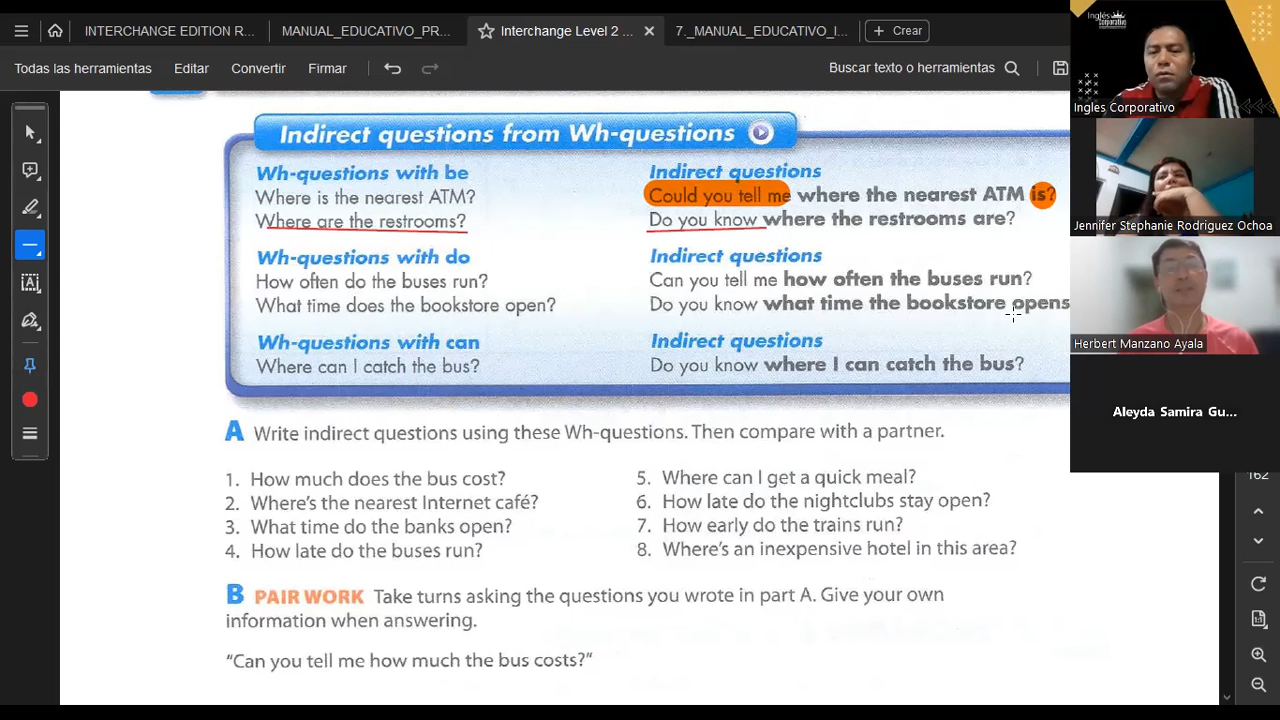 INTERCHANGE EDITION R...
MANUAL_EDUCATIVO_PR...
Interchange Level 2 ...
7._MANUAL_EDUCATIVO_I...
Crear
Todas las herramientas
Editar
Convertir
Firmar
Buscar texto o herramientas
Inglés
Corporativo
Ingles Corporativo
Jennifer Stephanie Rodriguez Ochoa
Herbert Manzano Ayala
Aleyda Samira Gu...
162
Indirect questions from Wh-questions
Wh-questions with be
Where is the nearest ATM?
Where are the restrooms?
Indirect questions
Could you tell me where the nearest ATM is?
Do you know where the restrooms are?
Wh-questions with do
How often do the buses run?
What time does the bookstore open?
Indirect questions
Can you tell me how often the buses run?
Do you know what time the bookstore opens
Wh-questions with can
Where can I catch the bus?
Indirect questions
Do you know where I can catch the bus?
A Write indirect questions using these Wh-questions. Then compare with a partner.
1. How much does the bus cost?
2. Where's the nearest Internet café?
3. What time do the banks open?
4. How late do the buses run?
5. Where can I get a quick meal?
6. How late do the nightclubs stay open?
7. How early do the trains run?
8. Where's an inexpensive hotel in this area?
B PAIR WORK Take turns asking the questions you wrote in part A. Give your own
information when answering.
"Can you tell me how much the bus costs?"